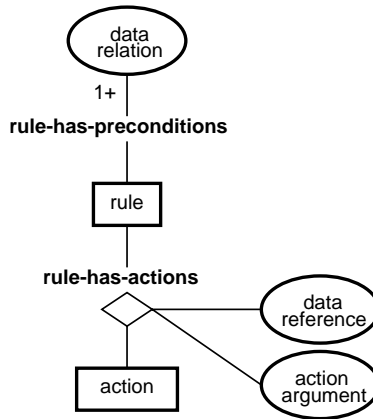 data
relation
1+
rule-has-preconditions
rule
rule-has-actions
data
reference
action
action
argument